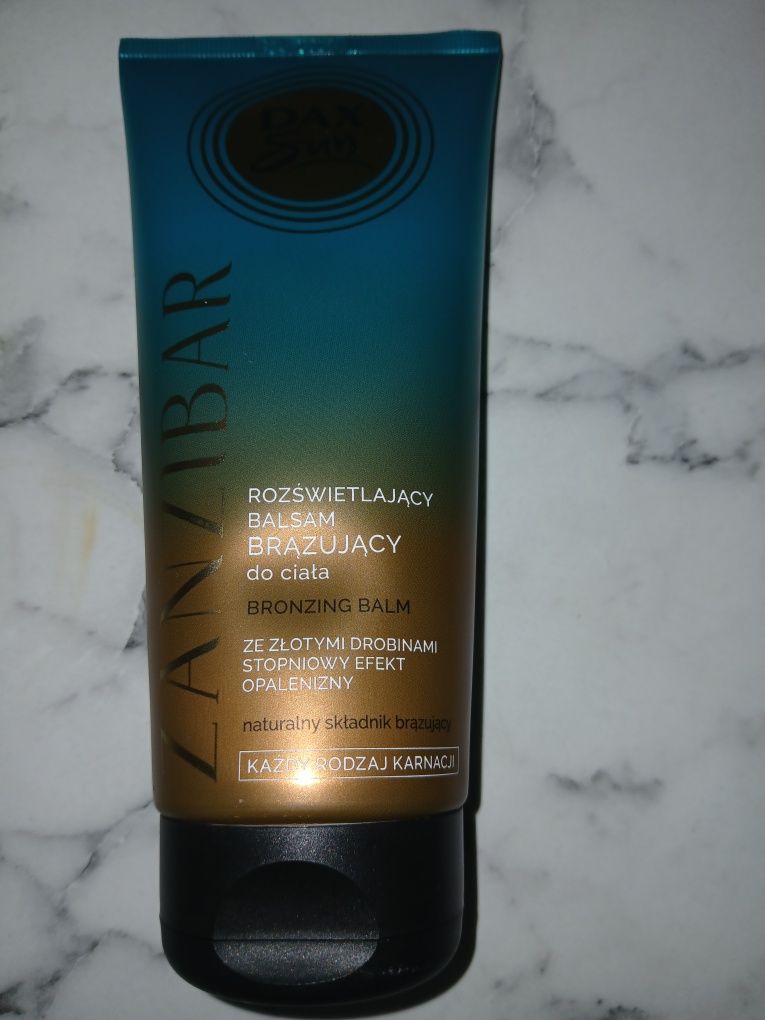 DAX
Sun
ZANZIBAR
ROZŚWIETLAJĄCY
BALSAM
BRĄZUJĄCY
do ciała
BRONZING BALM
ZE ZŁOTYMI DROBINAMI
STOPNIOWY EFEKT
OPALENIZNY
naturalny składnik brązujący
KAŻDY RODZAJ KARNACJI